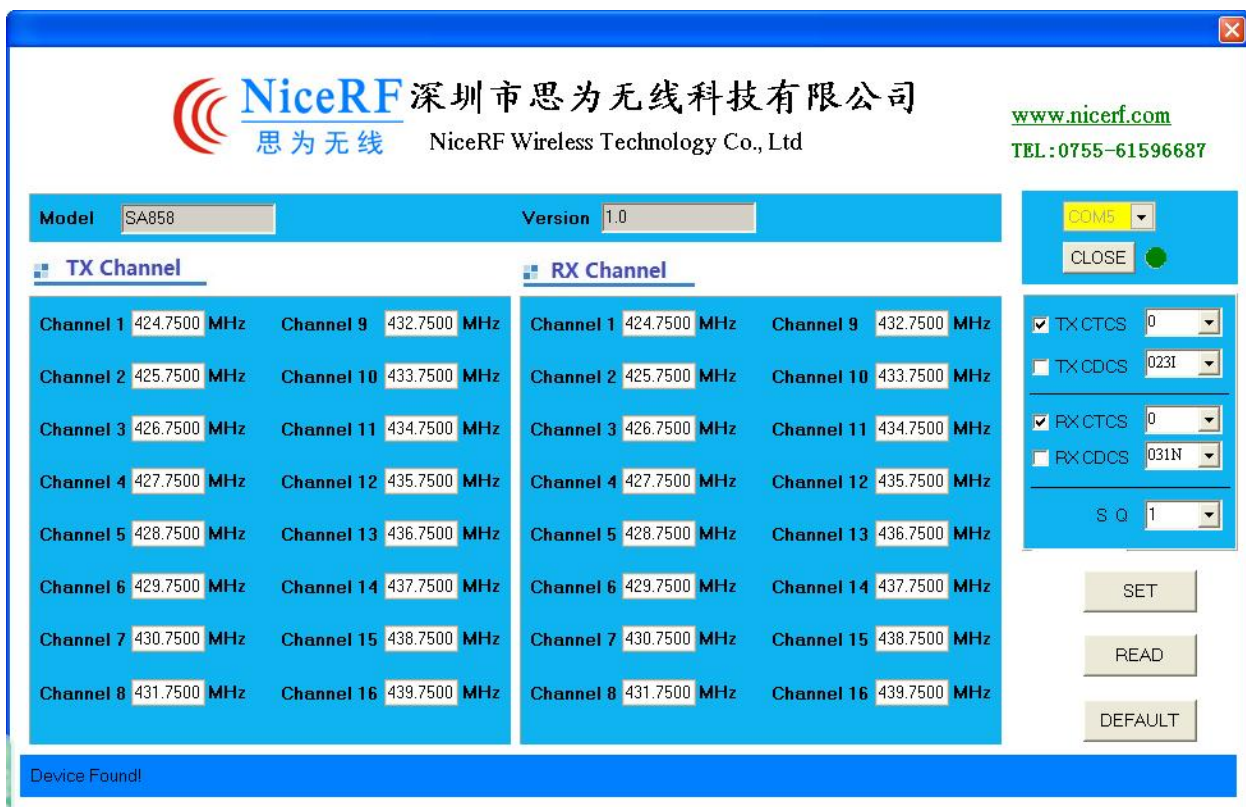 NiceRF 深圳市思为无线科技有限公司
思为无线 NiceRF Wireless Technology Co., Ltd
www.nicerf.com
TEL:0755-61596687
Model SA858 Version 1.0
COM5
CLOSE
TX Channel RX Channel
Channel 1 424.7500 MHz Channel 9 432.7500 MHz Channel 1 424.7500 MHz Channel 9 432.7500 MHz
Channel 2 425.7500 MHz Channel 10 433.7500 MHz Channel 2 425.7500 MHz Channel 10 433.7500 MHz
Channel 3 426.7500 MHz Channel 11 434.7500 MHz Channel 3 426.7500 MHz Channel 11 434.7500 MHz
Channel 4 427.7500 MHz Channel 12 435.7500 MHz Channel 4 427.7500 MHz Channel 12 435.7500 MHz
Channel 5 428.7500 MHz Channel 13 436.7500 MHz Channel 5 428.7500 MHz Channel 13 436.7500 MHz
Channel 6 429.7500 MHz Channel 14 437.7500 MHz Channel 6 429.7500 MHz Channel 14 437.7500 MHz
Channel 7 430.7500 MHz Channel 15 438.7500 MHz Channel 7 430.7500 MHz Channel 15 438.7500 MHz
Channel 8 431.7500 MHz Channel 16 439.7500 MHz Channel 8 431.7500 MHz Channel 16 439.7500 MHz
TX CTCS 0
TX CDCS 023I
RX CTCS 0
RX CDCS 031N
S Q 1
SET
READ
DEFAULT
Device Found!